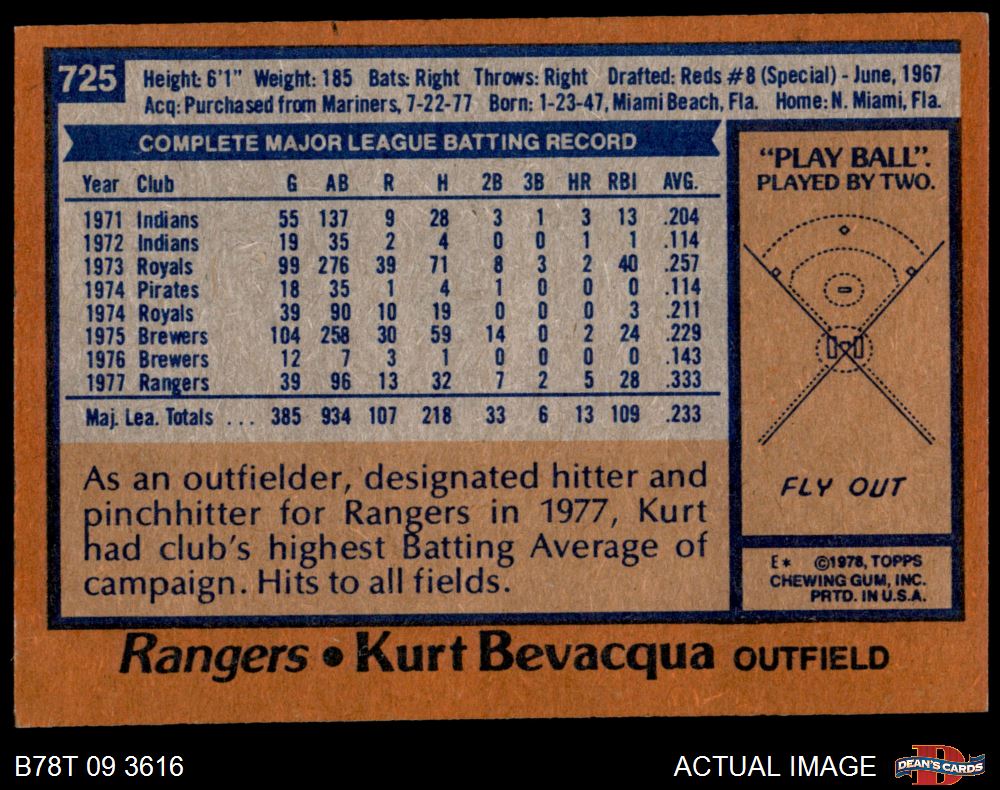 725
Height: 6'1" Weight: 185 Bats: Right Throws: Right Drafted: Reds #8 (Special) - June, 1967
Acq: Purchased from Mariners, 7-22-77 Born: 1-23-47, Miami Beach, Fla. Home: N. Miami, Fla.
COMPLETE MAJOR LEAGUE BATTING RECORD
Year Club G AB R H 2B 3B HR RBI AVG.
1971 Indians 55 137 9 28 3 1 3 13 .204
1972 Indians 19 35 2 4 0 0 1 1 .114
1973 Royals 99 276 39 71 8 3 2 40 .257
1974 Pirates 18 35 1 4 1 0 0 0 .114
1974 Royals 39 90 10 19 0 0 0 3 .211
1975 Brewers 104 258 30 59 14 0 2 24 .229
1976 Brewers 12 7 3 1 0 0 0 0 .143
1977 Rangers 39 96 13 32 7 2 5 28 .333
Maj. Lea. Totals ... 385 934 107 218 33 6 13 109 .233
As an outfielder, designated hitter and
pinchhitter for Rangers in 1977, Kurt
had club's highest Batting Average of
campaign. Hits to all fields.
"PLAY BALL".
PLAYED BY TWO.
FLY OUT
E* ©1978, TOPPS
CHEWING GUM, INC.
PRTD. IN U.S.A.
Rangers • Kurt Bevacqua OUTFIELD
B78T 09 3616
ACTUAL IMAGE
D
DEAN'S CARDS